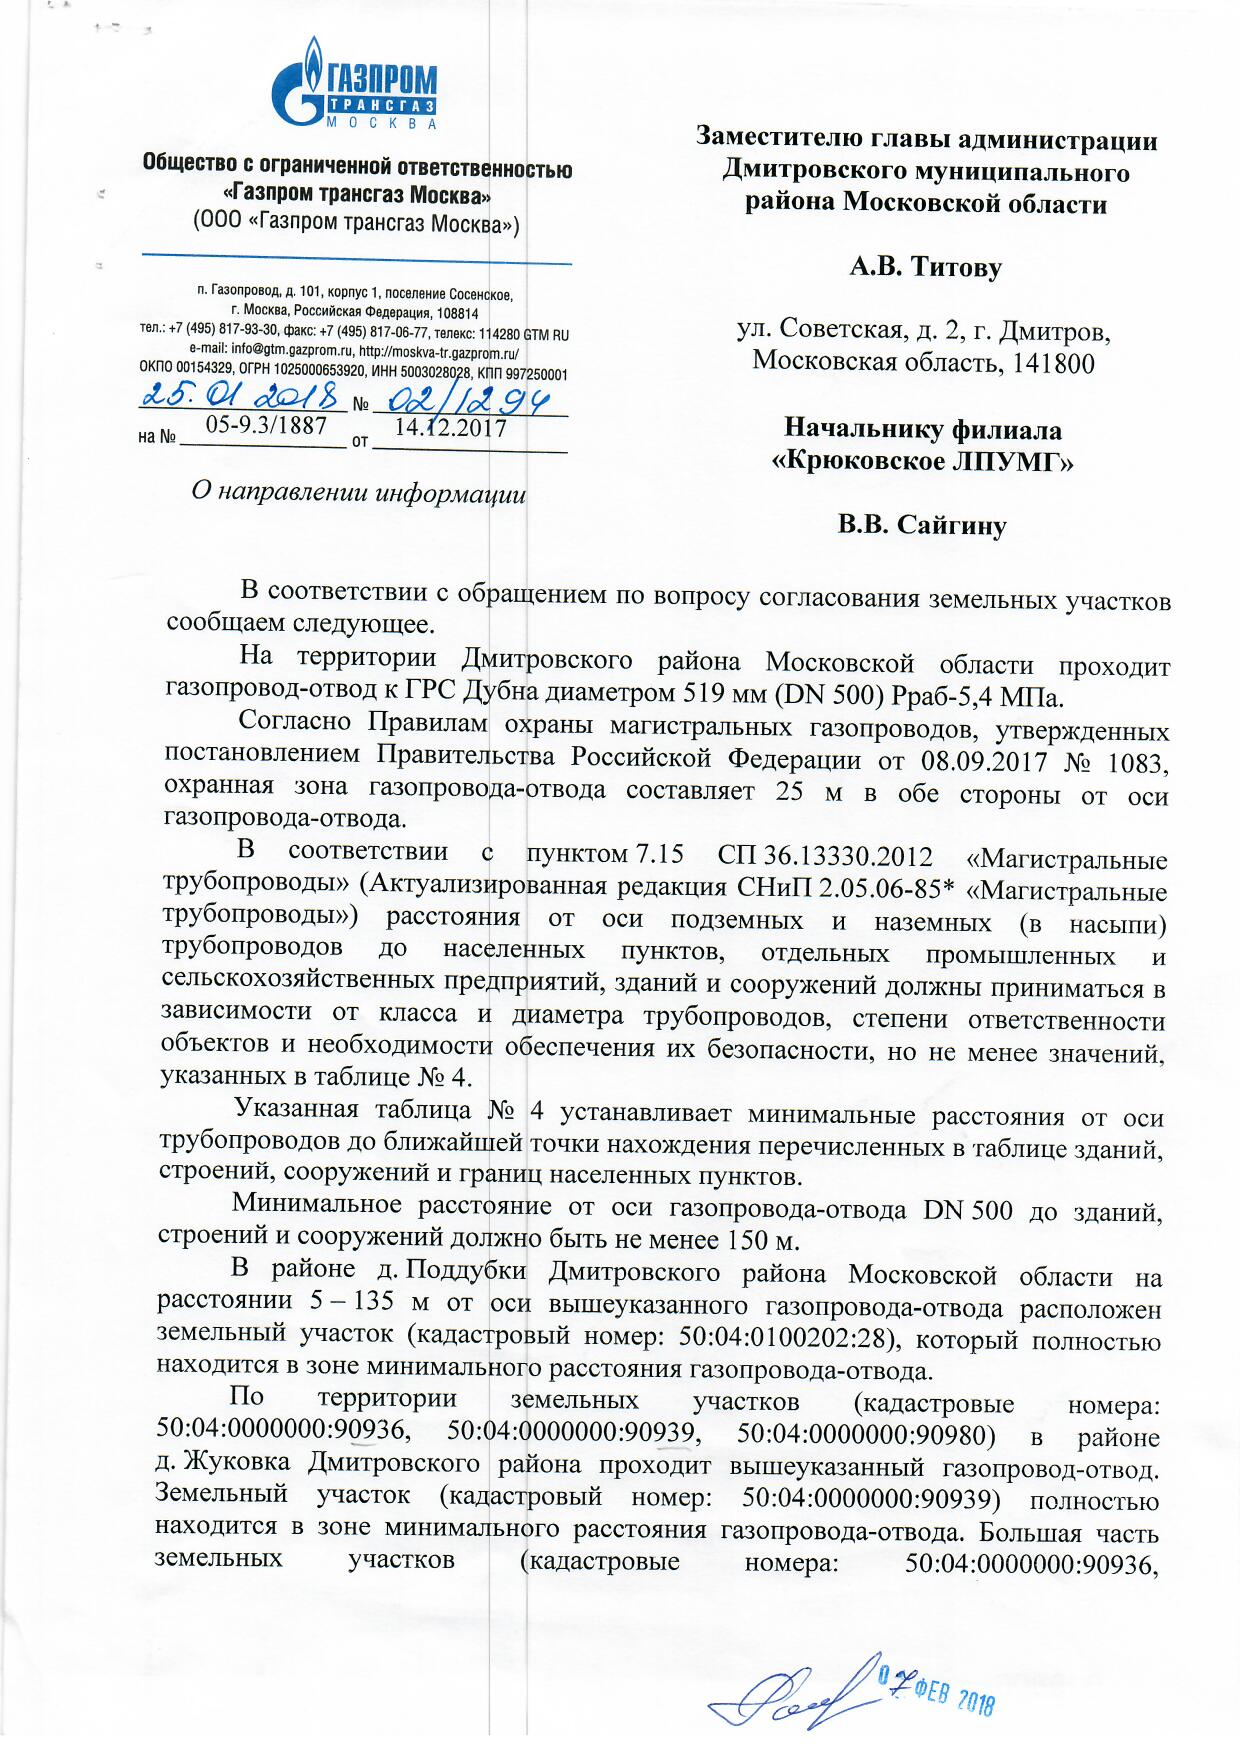 ГАЗПРОМ
ТРАНСГАЗ
МОСКВА
Общество с ограниченной ответственностью
«Газпром трансгаз Москва»
(ООО «Газпром трансгаз Москва»)
п. Газопровод, д. 101, корпус 1, поселение Сосенское,
г. Москва, Российская Федерация, 108814
тел.: +7 (495) 817-93-30, факс: +7 (495) 817-06-77, телекс: 114280 GTM RU
e-mail: info@gtm.gazprom.ru, http://moskva-tr.gazprom.ru/
ОКПО 00154329, ОГРН 1025000653920, ИНН 5003028028, КПП 997250001
25.01 2018 № 02/1294
на № 05-9.3/1887 от 14.12.2017
О направлении информации
Заместителю главы администрации
Дмитровского муниципального
района Московской области
А.В. Титову
ул. Советская, д. 2, г. Дмитров,
Московская область, 141800
Начальнику филиала
«Крюковское ЛПУМГ»
В.В. Сайгину
В соответствии с обращением по вопросу согласования земельных участков
сообщаем следующее.
На территории Дмитровского района Московской области проходит
газопровод-отвод к ГРС Дубна диаметром 519 мм (DN 500) Рраб-5,4 МПа.
Согласно Правилам охраны магистральных газопроводов, утвержденных
постановлением Правительства Российской Федерации от 08.09.2017 № 1083,
охранная зона газопровода-отвода составляет 25 м в обе стороны от оси
газопровода-отвода.
В соответствии с пунктом 7.15 СП 36.13330.2012 «Магистральные
трубопроводы» (Актуализированная редакция СНиП 2.05.06-85* «Магистральные
трубопроводы») расстояния от оси подземных и наземных (в насыпи)
трубопроводов до населенных пунктов, отдельных промышленных и
сельскохозяйственных предприятий, зданий и сооружений должны приниматься в
зависимости от класса и диаметра трубопроводов, степени ответственности
объектов и необходимости обеспечения их безопасности, но не менее значений,
указанных в таблице № 4.
Указанная таблица № 4 устанавливает минимальные расстояния от оси
трубопроводов до ближайшей точки нахождения перечисленных в таблице зданий,
строений, сооружений и границ населенных пунктов.
Минимальное расстояние от оси газопровода-отвода DN 500 до зданий,
строений и сооружений должно быть не менее 150 м.
В районе д. Поддубки Дмитровского района Московской области на
расстоянии 5 – 135 м от оси вышеуказанного газопровода-отвода расположен
земельный участок (кадастровый номер: 50:04:0100202:28), который полностью
находится в зоне минимального расстояния газопровода-отвода.
По территории земельных участков (кадастровые номера:
50:04:0000000:90936, 50:04:0000000:90939, 50:04:0000000:90980) в районе
д. Жуковка Дмитровского района проходит вышеуказанный газопровод-отвод.
Земельный участок (кадастровый номер: 50:04:0000000:90939) полностью
находится в зоне минимального расстояния газопровода-отвода. Большая часть
земельных участков (кадастровые номера: 50:04:0000000:90936,
07 ФЕВ 2018